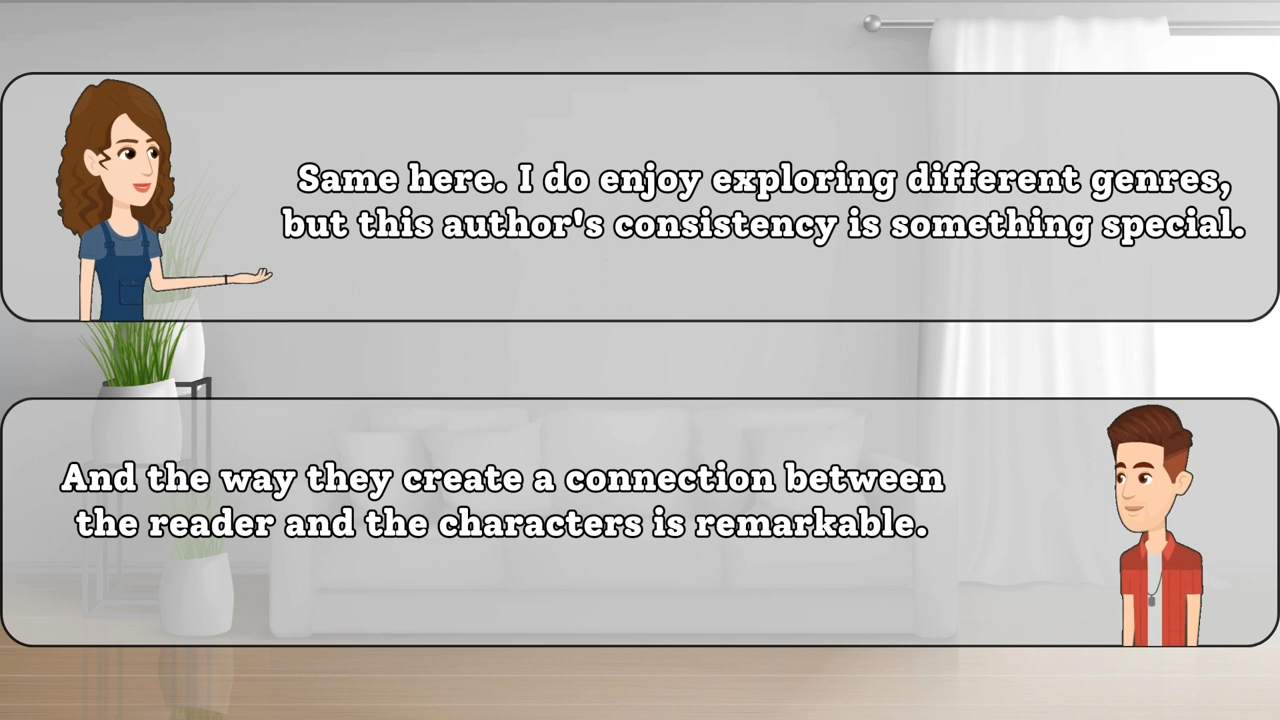 Same here. I do enjoy exploring different genres,
but this author's consistency is something special.
And the way they create a connection between
the reader and the characters is remarkable.